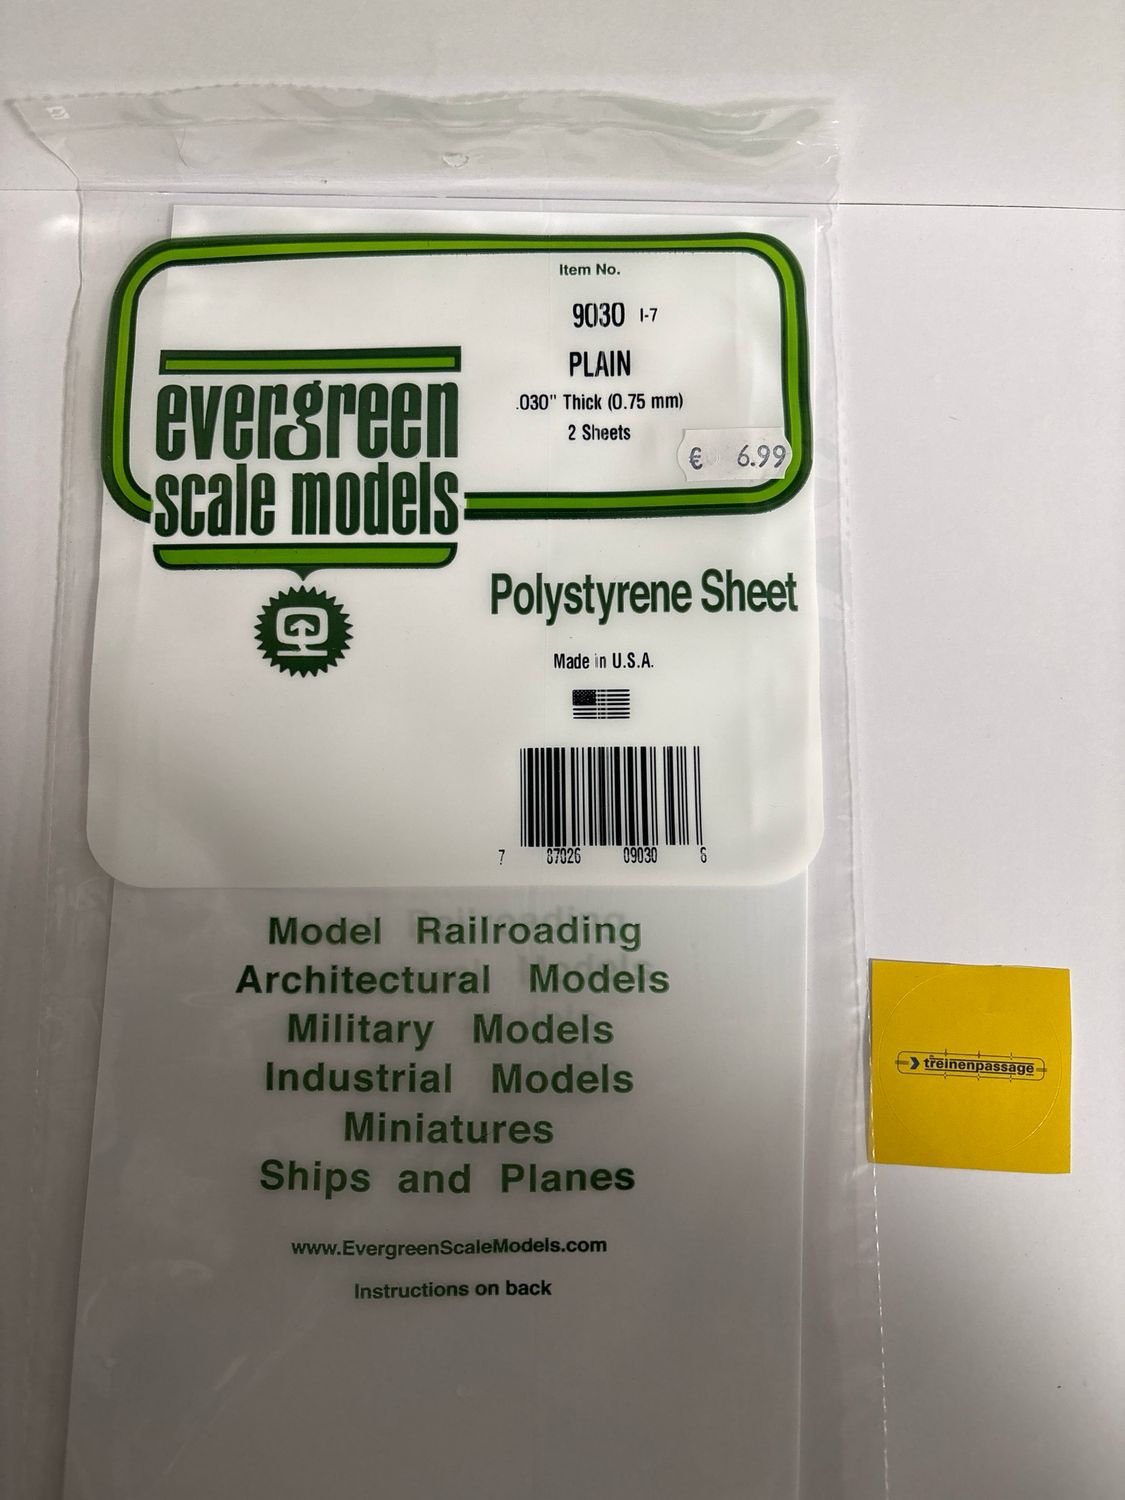 Item No.
9030 I-7
PLAIN
.030" Thick (0.75 mm)
2 Sheets
€ 6.99
evergreen
scale models
Polystyrene Sheet
Made in U.S.A.
7 87026 09030 6
Model Railroading
Architectural Models
Military Models
Industrial Models
Miniatures
Ships and Planes
www.EvergreenScaleModels.com
Instructions on back
de
treinenpassage